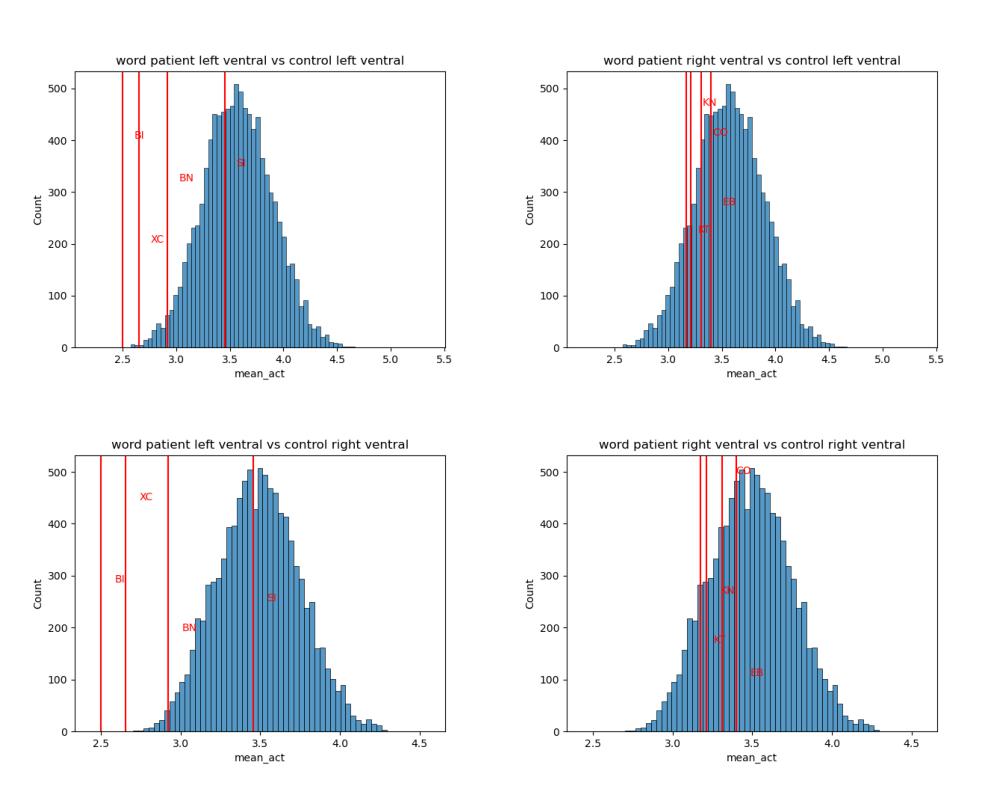 word patient left ventral vs control left ventral
500
400
300
200
100
0
Count
BI
SI
BN
XC
2.5 3.0 3.5 4.0 4.5 5.0 5.5
mean_act
word patient right ventral vs control left ventral
500
400
300
200
100
0
Count
KN
CO
EB
2.5 3.0 3.5 4.0 4.5 5.0 5.5
mean_act
word patient left ventral vs control right ventral
500
400
300
200
100
0
Count
XC
BI
SI
BN
2.5 3.0 3.5 4.0 4.5
mean_act
word patient right ventral vs control right ventral
500
400
300
200
100
0
Count
CO
KN
EB
2.5 3.0 3.5 4.0 4.5
mean_act